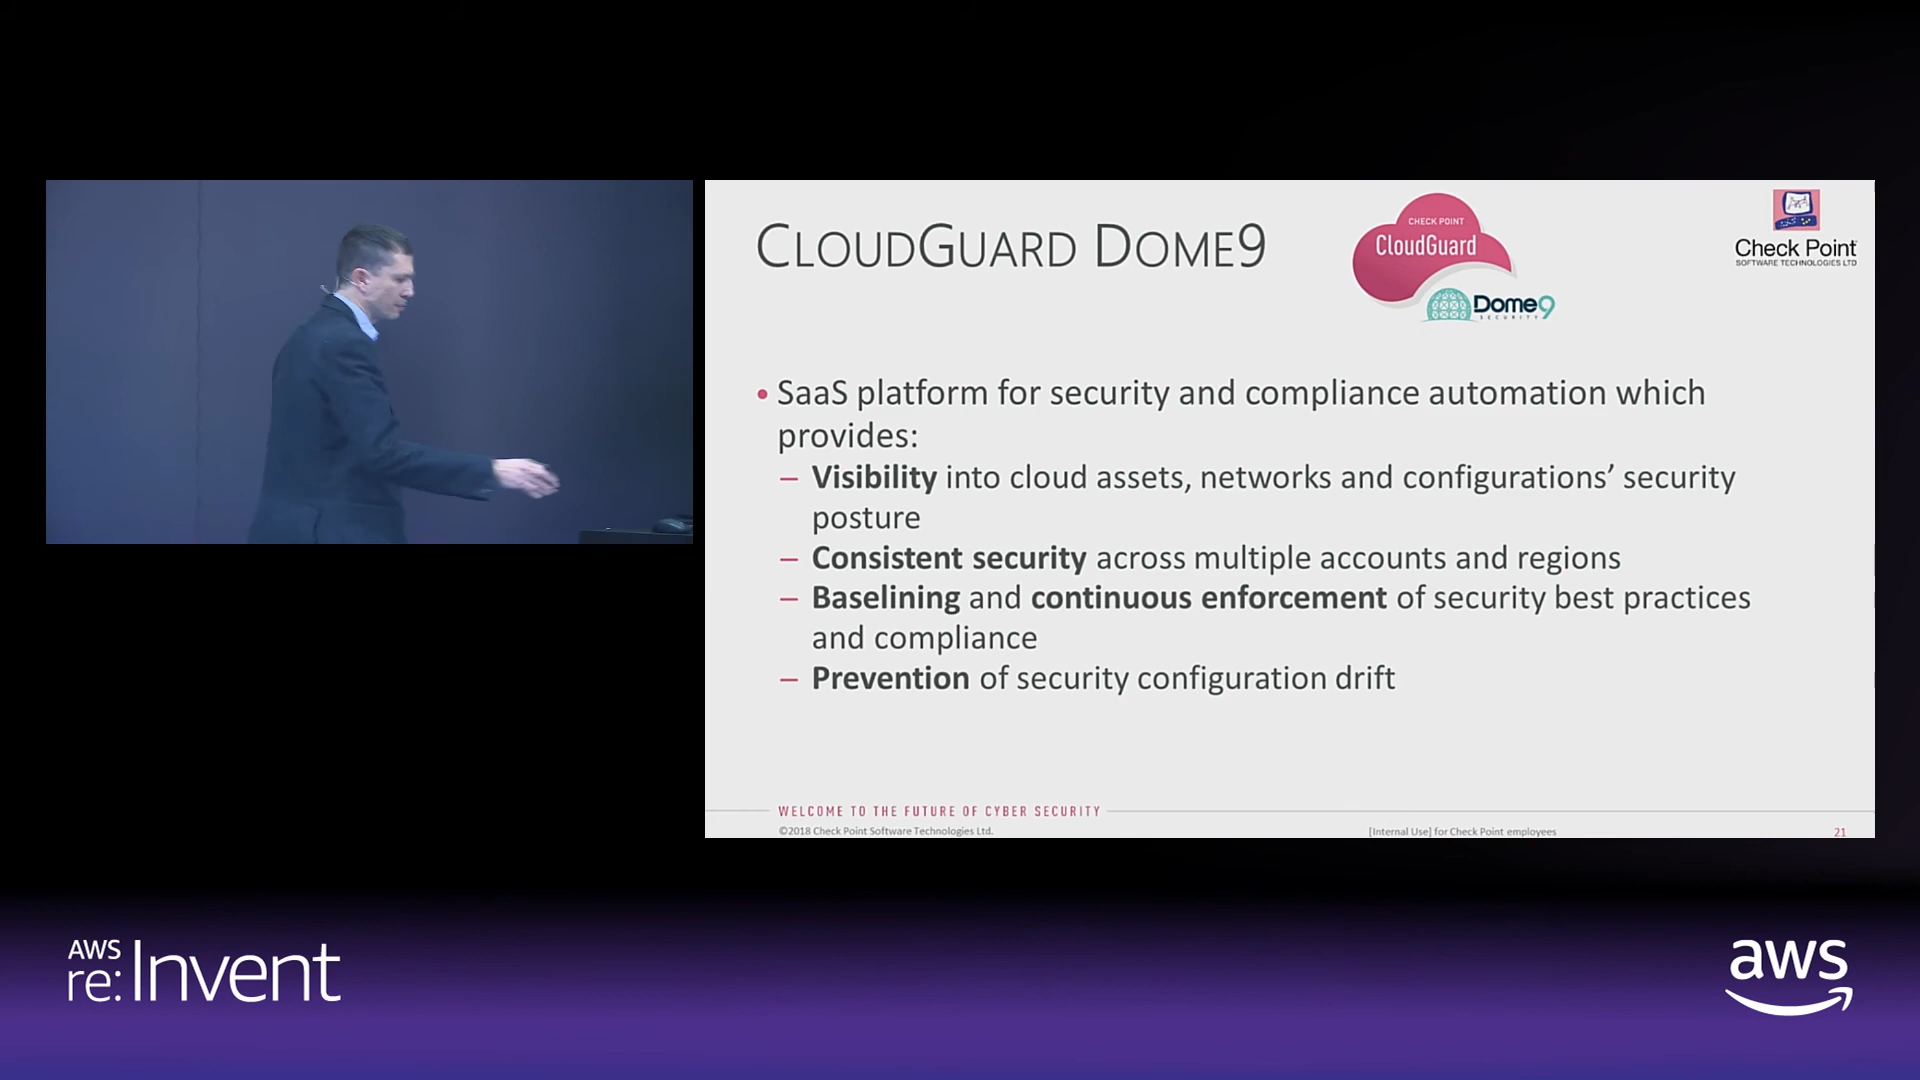 CLOUDGUARD DOME9
CHECK POINT
CloudGuard
Dome9
SECURITY
Check Point
SOFTWARE TECHNOLOGIES LTD
• SaaS platform for security and compliance automation which
provides:
– Visibility into cloud assets, networks and configurations’ security
posture
– Consistent security across multiple accounts and regions
– Baselining and continuous enforcement of security best practices
and compliance
– Prevention of security configuration drift
WELCOME TO THE FUTURE OF CYBER SECURITY
©2018 Check Point Software Technologies Ltd.
[Internal Use] for Check Point employees
21
AWS
re:Invent
aws